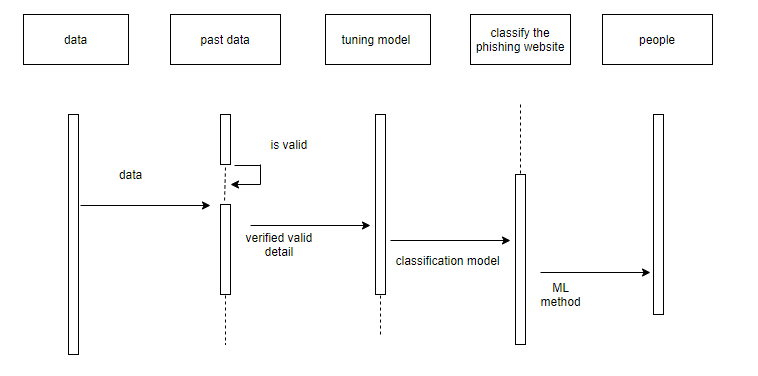 data
past data
tuning model
classify the
phishing website
people
is valid
data
verified valid
detail
classification model
ML
method